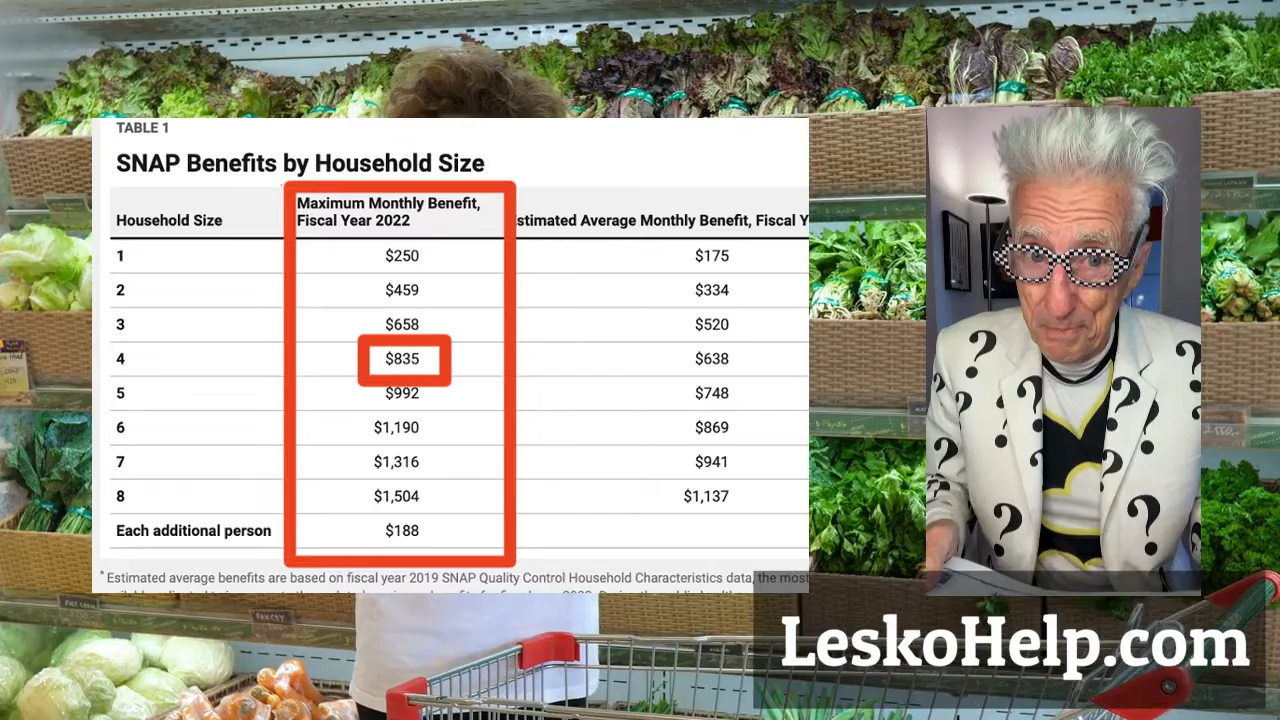 TABLE 1
SNAP Benefits by Household Size
Household Size
Maximum Monthly Benefit,
Fiscal Year 2022
Estimated Average Monthly Benefit, Fiscal Y
1 $250 $175
2 $459 $334
3 $658 $520
4 $835 $638
5 $992 $748
6 $1,190 $869
7 $1,316 $941
8 $1,504 $1,137
Each additional person $188
* Estimated average benefits are based on fiscal year 2019 SNAP Quality Control Household Characteristics data, the most
? ? ? ? ? ? ? ? ? ?
LeskoHelp.com